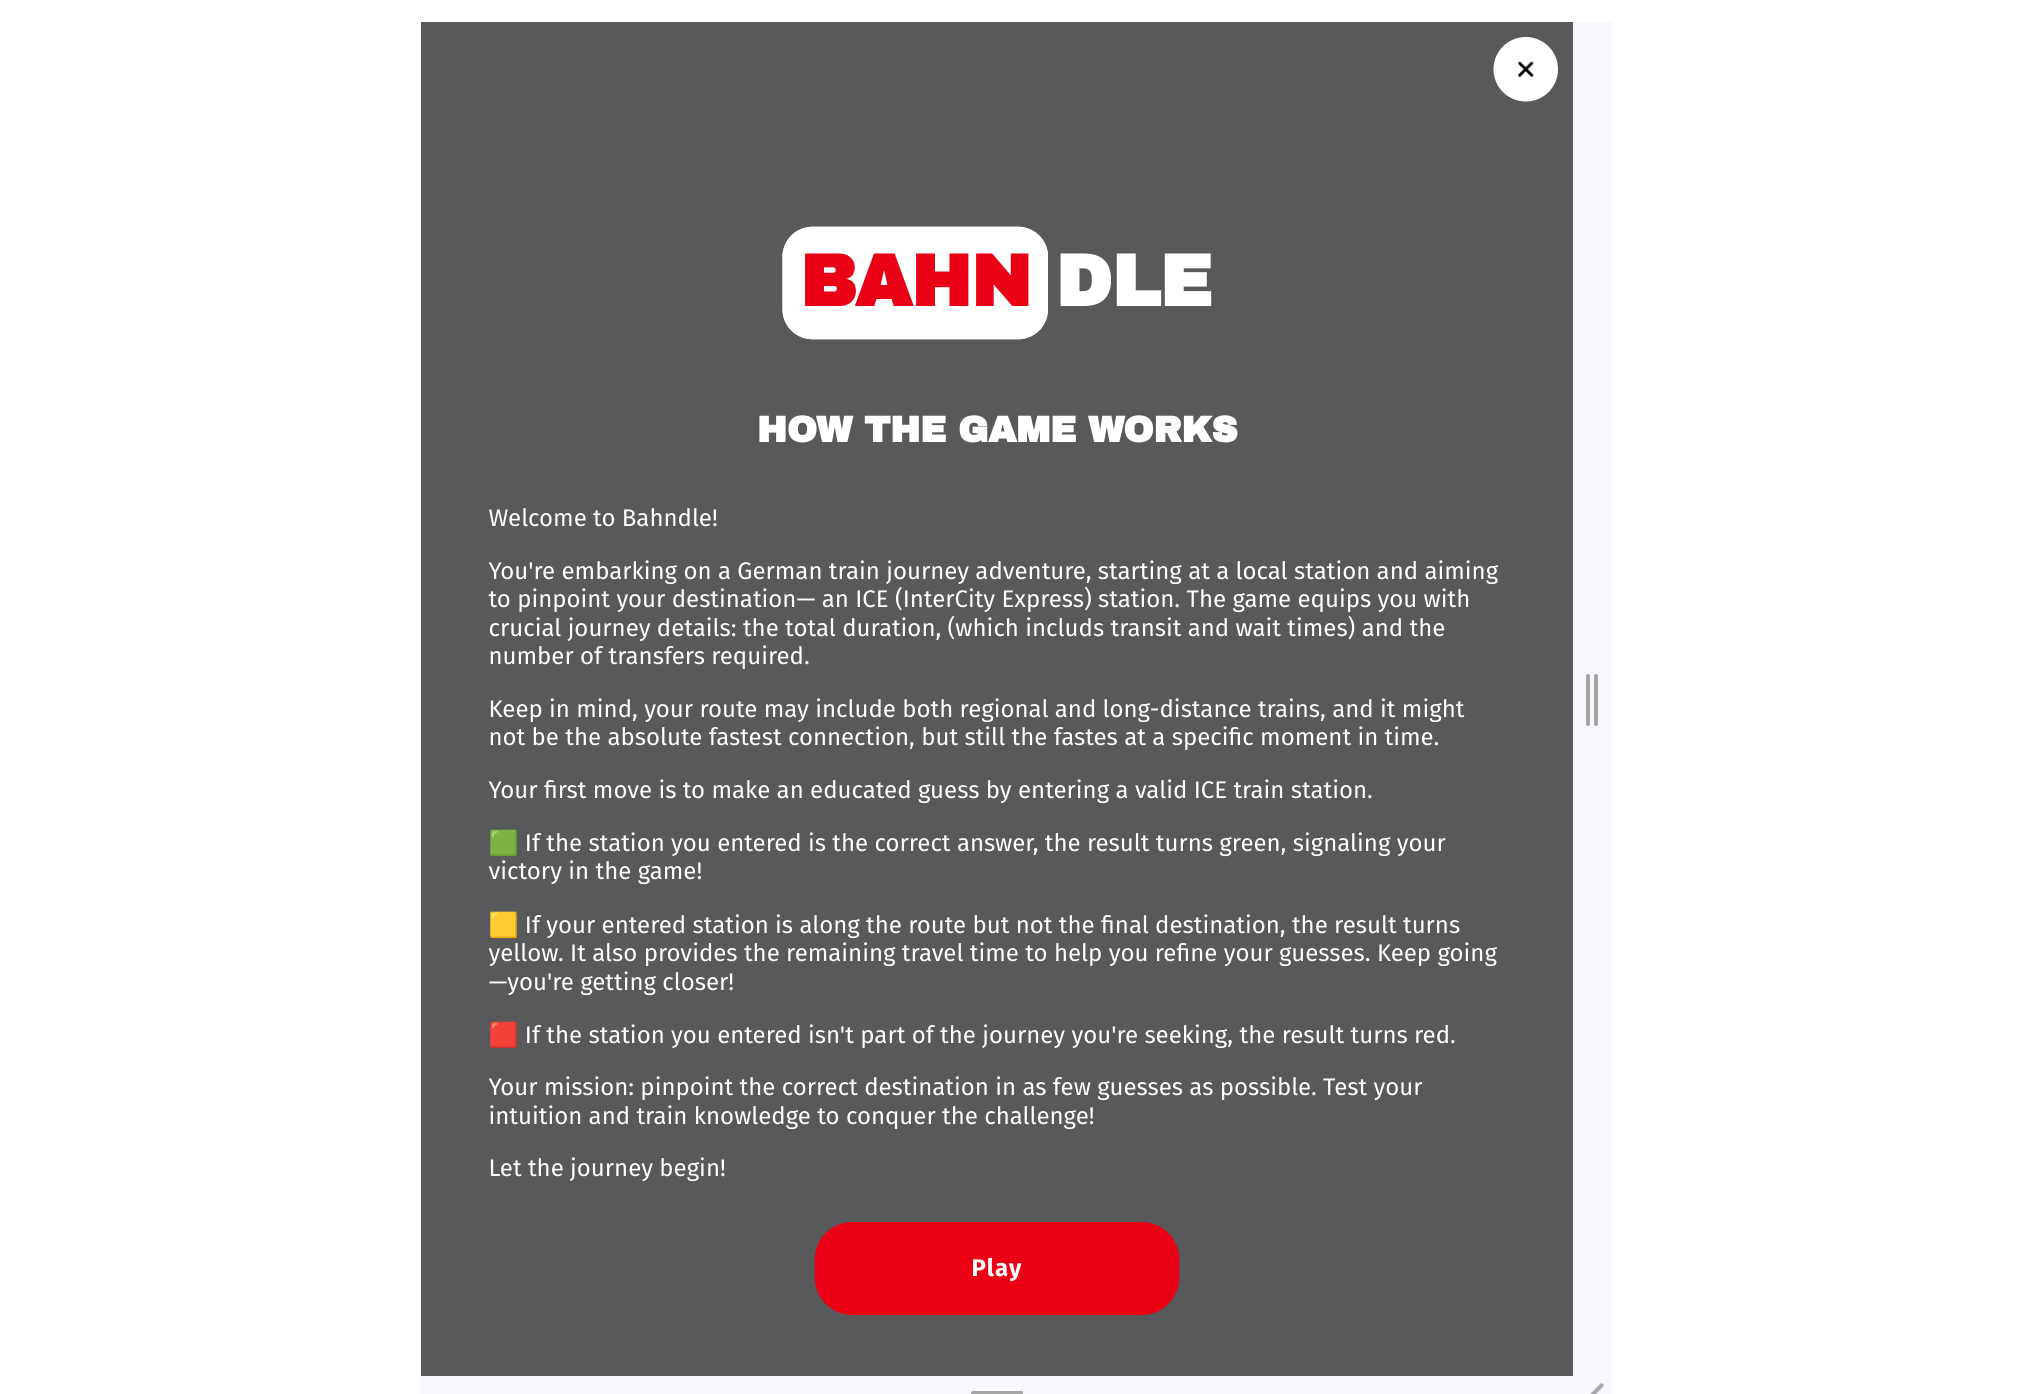 BAHN DLE
HOW THE GAME WORKS
Welcome to Bahndle!
You're embarking on a German train journey adventure, starting at a local station and aiming
to pinpoint your destination— an ICE (InterCity Express) station. The game equips you with
crucial journey details: the total duration, (which includs transit and wait times) and the
number of transfers required.
Keep in mind, your route may include both regional and long-distance trains, and it might
not be the absolute fastest connection, but still the fastes at a specific moment in time.
Your first move is to make an educated guess by entering a valid ICE train station.
🟩 If the station you entered is the correct answer, the result turns green, signaling your
victory in the game!
🟨 If your entered station is along the route but not the final destination, the result turns
yellow. It also provides the remaining travel time to help you refine your guesses. Keep going
—you're getting closer!
🟥 If the station you entered isn't part of the journey you're seeking, the result turns red.
Your mission: pinpoint the correct destination in as few guesses as possible. Test your
intuition and train knowledge to conquer the challenge!
Let the journey begin!
Play